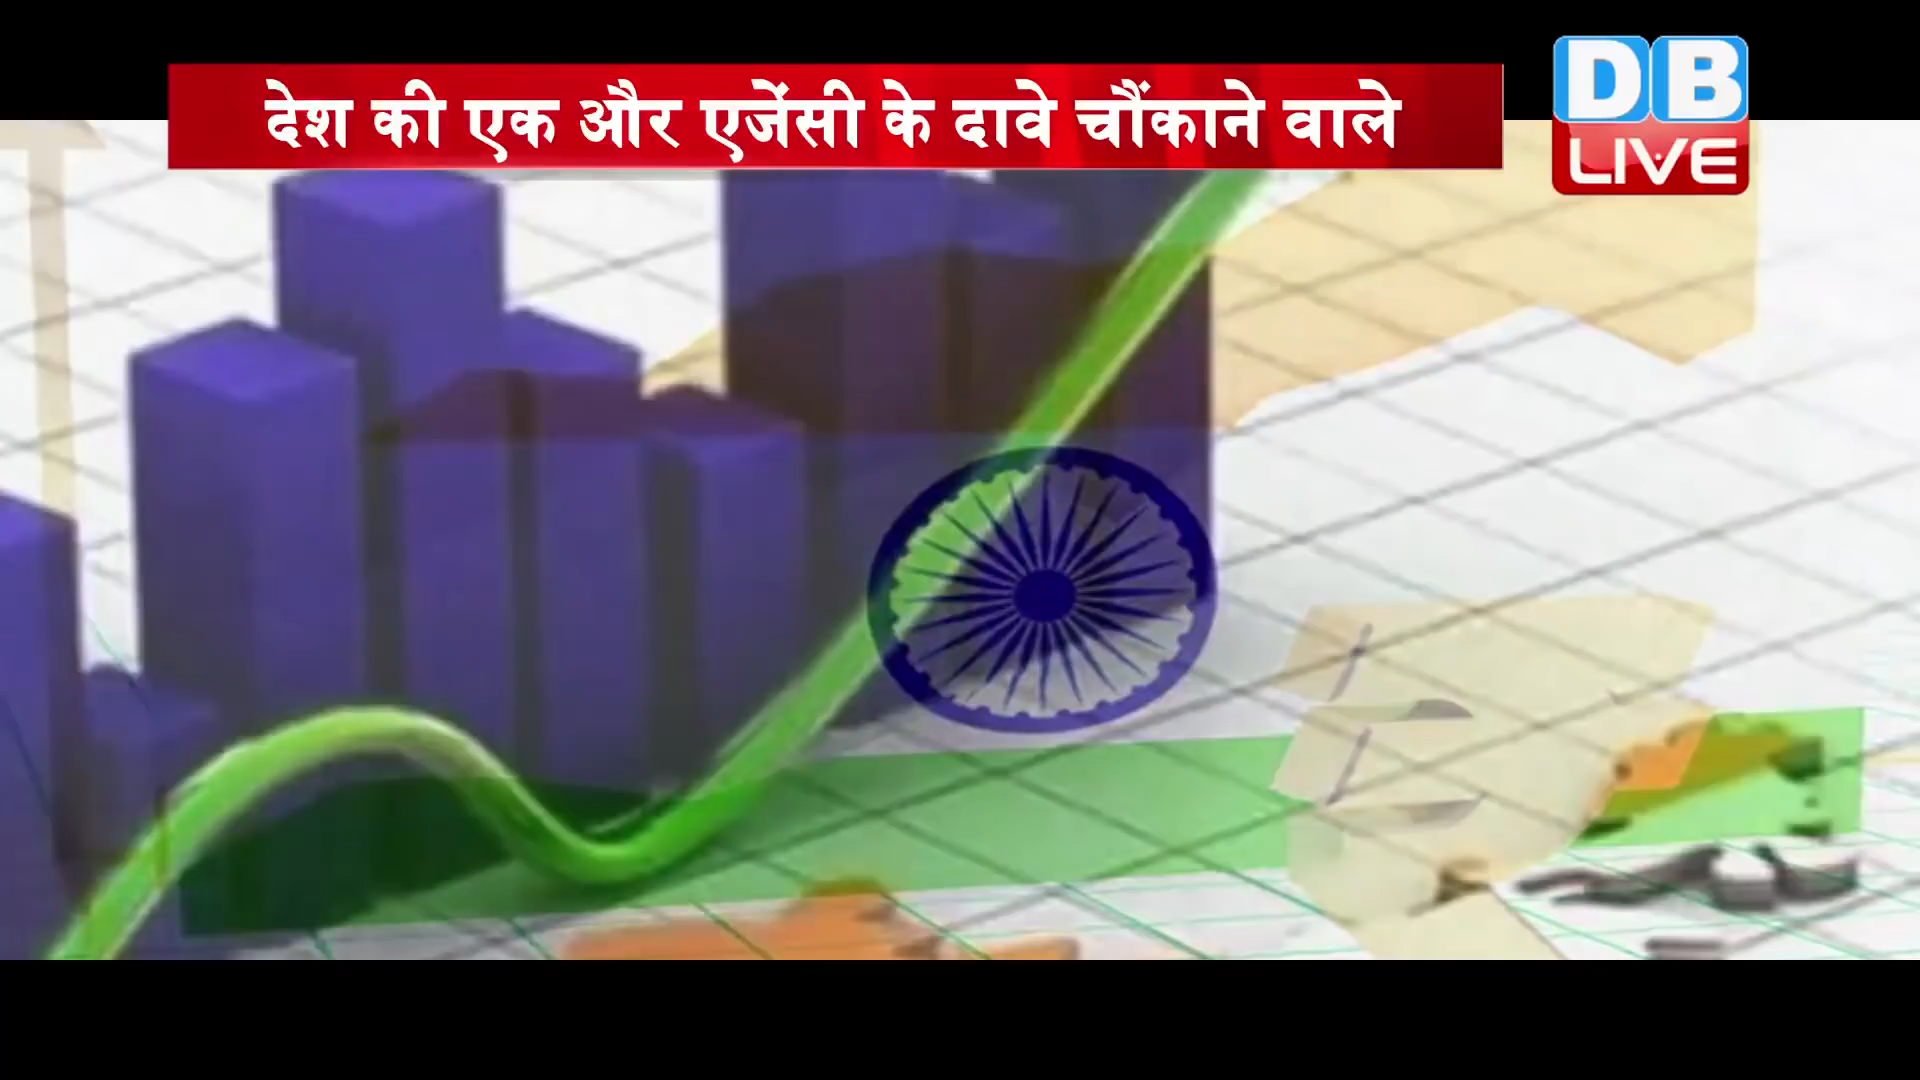 देश की एक और एजेंसी के दावे चौंकाने वाले
DB
LIVE